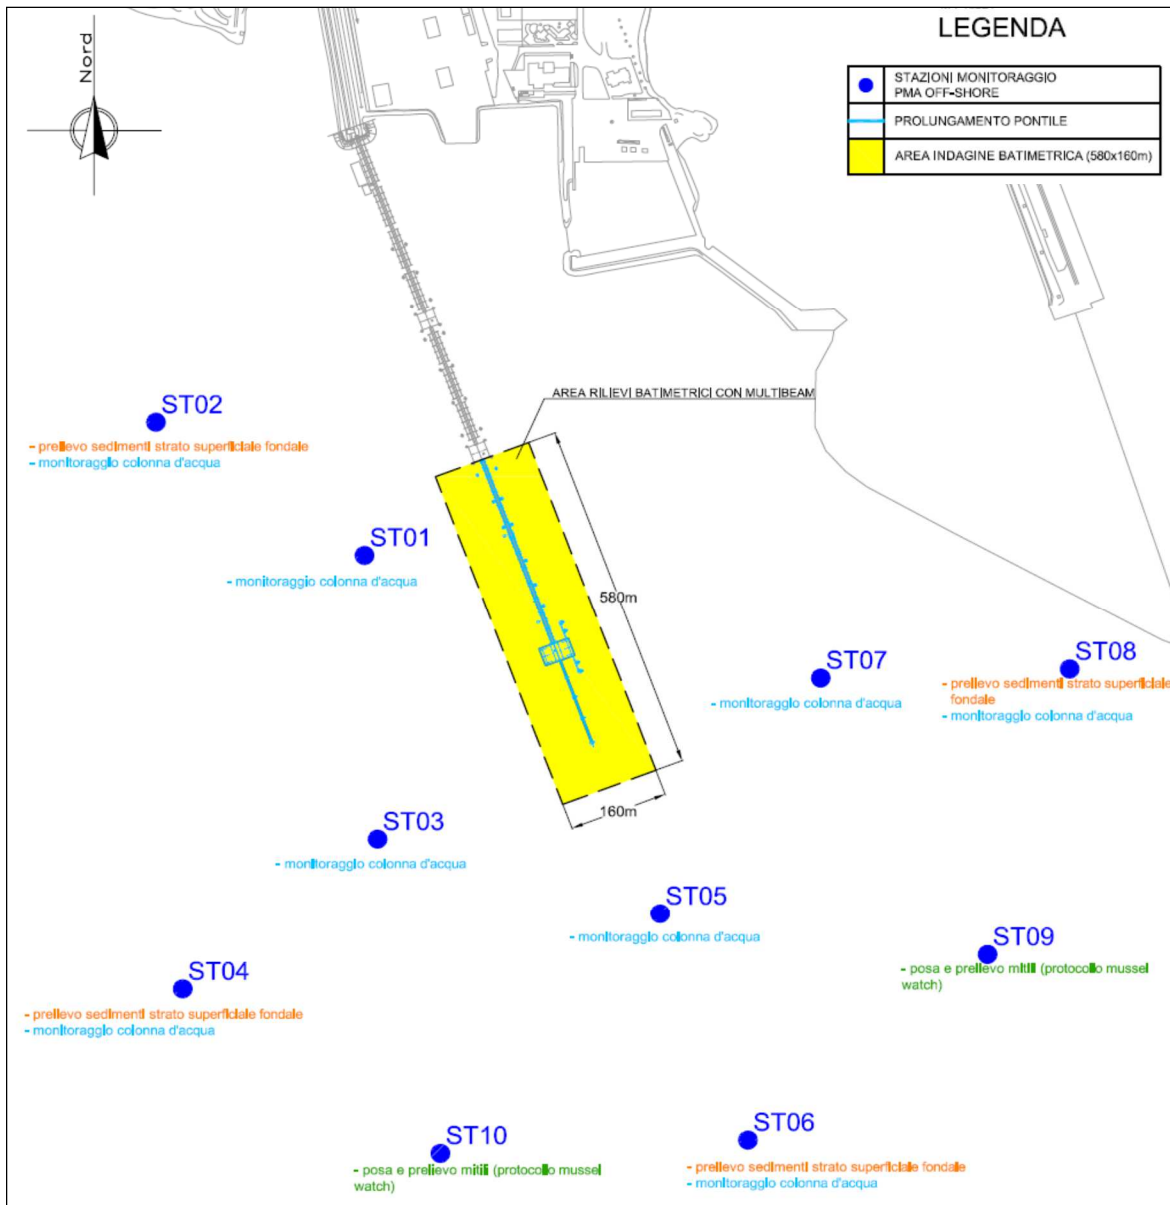 LEGENDA
Nord
STAZIONI MONITORAGGIO
PMA OFF-SHORE
PROLUNGAMENTO PONTILE
AREA INDAGINE BATIMETRICA (580x160m)
AREA RILIEVI BATIMETRICI CON MULTIBEAM
ST02
- prelievo sedimenti strato superficiale fondale
- monitoraggio colonna d'acqua
ST01
- monitoraggio colonna d'acqua
580m
ST07
- monitoraggio colonna d'acqua
ST08
- prelievo sedimenti strato superficiale
fondale
- monitoraggio colonna d'acqua
160m
ST03
- monitoraggio colonna d'acqua
ST05
- monitoraggio colonna d'acqua
ST09
- posa e prelievo mitili (protocollo mussel
watch)
ST04
- prelievo sedimenti strato superficiale fondale
- monitoraggio colonna d'acqua
ST10
- posa e prelievo mitili (protocollo mussel
watch)
ST06
- prelievo sedimenti strato superficiale fondale
- monitoraggio colonna d'acqua